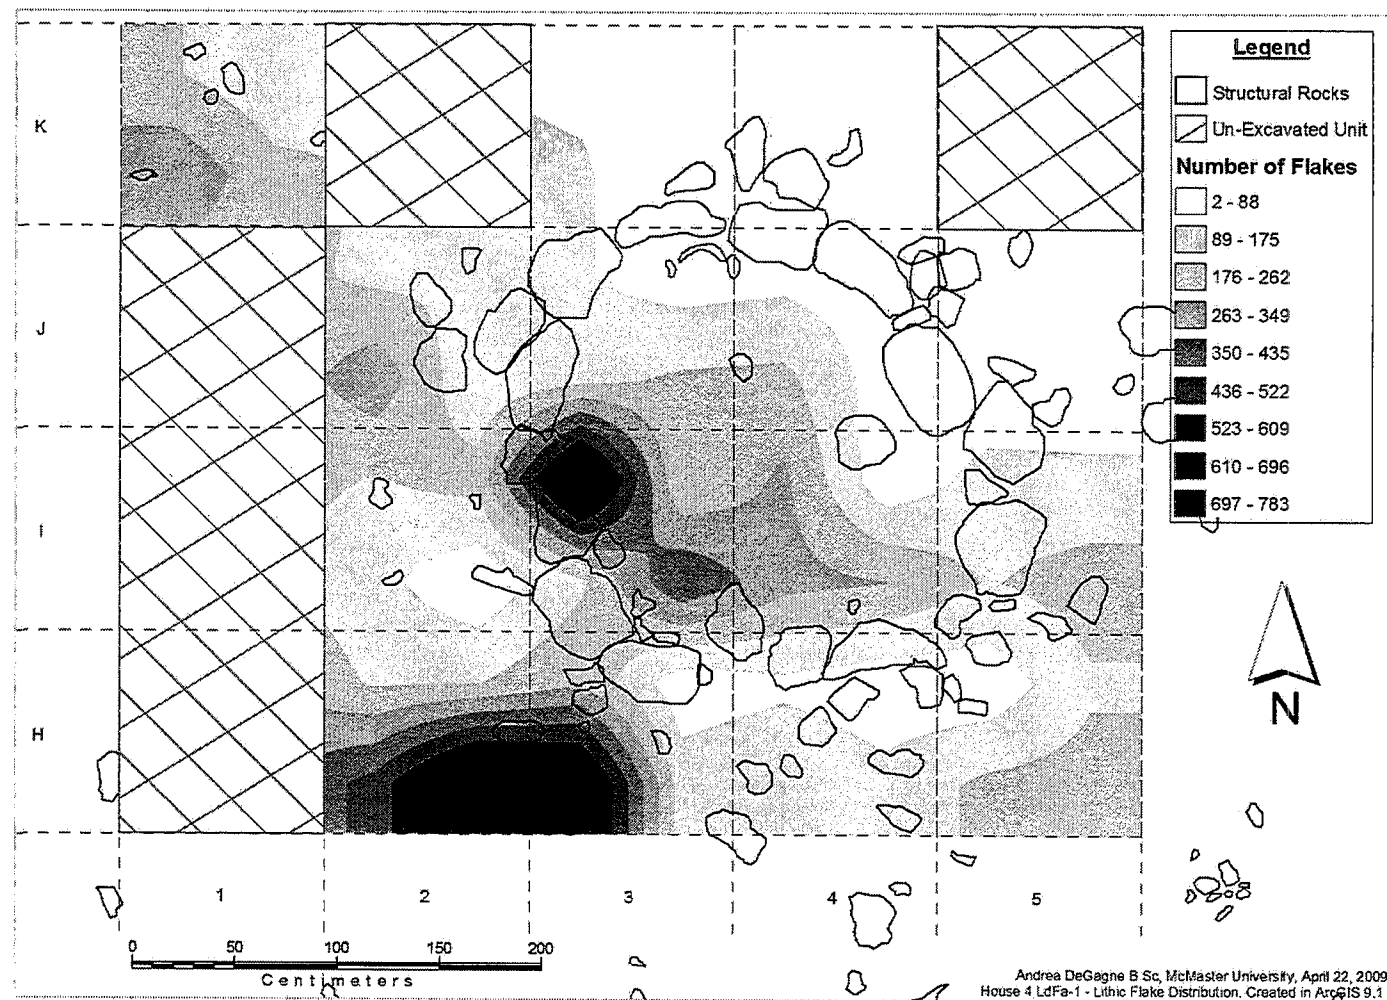 Legend
Structural Rocks
Un-Excavated Unit
Number of Flakes
2 - 88
89 - 175
176 - 262
263 - 349
350 - 435
436 - 522
523 - 609
610 - 696
697 - 783
K
J
I
H
N
1 2 3 4 5
0 50 100 150 200
Centimeters
Andrea DeGagne B.Sc, McMaster University, April 22, 2009
House 4 LdFa-1 - Lithic Flake Distribution. Created in ArcGIS 9.1